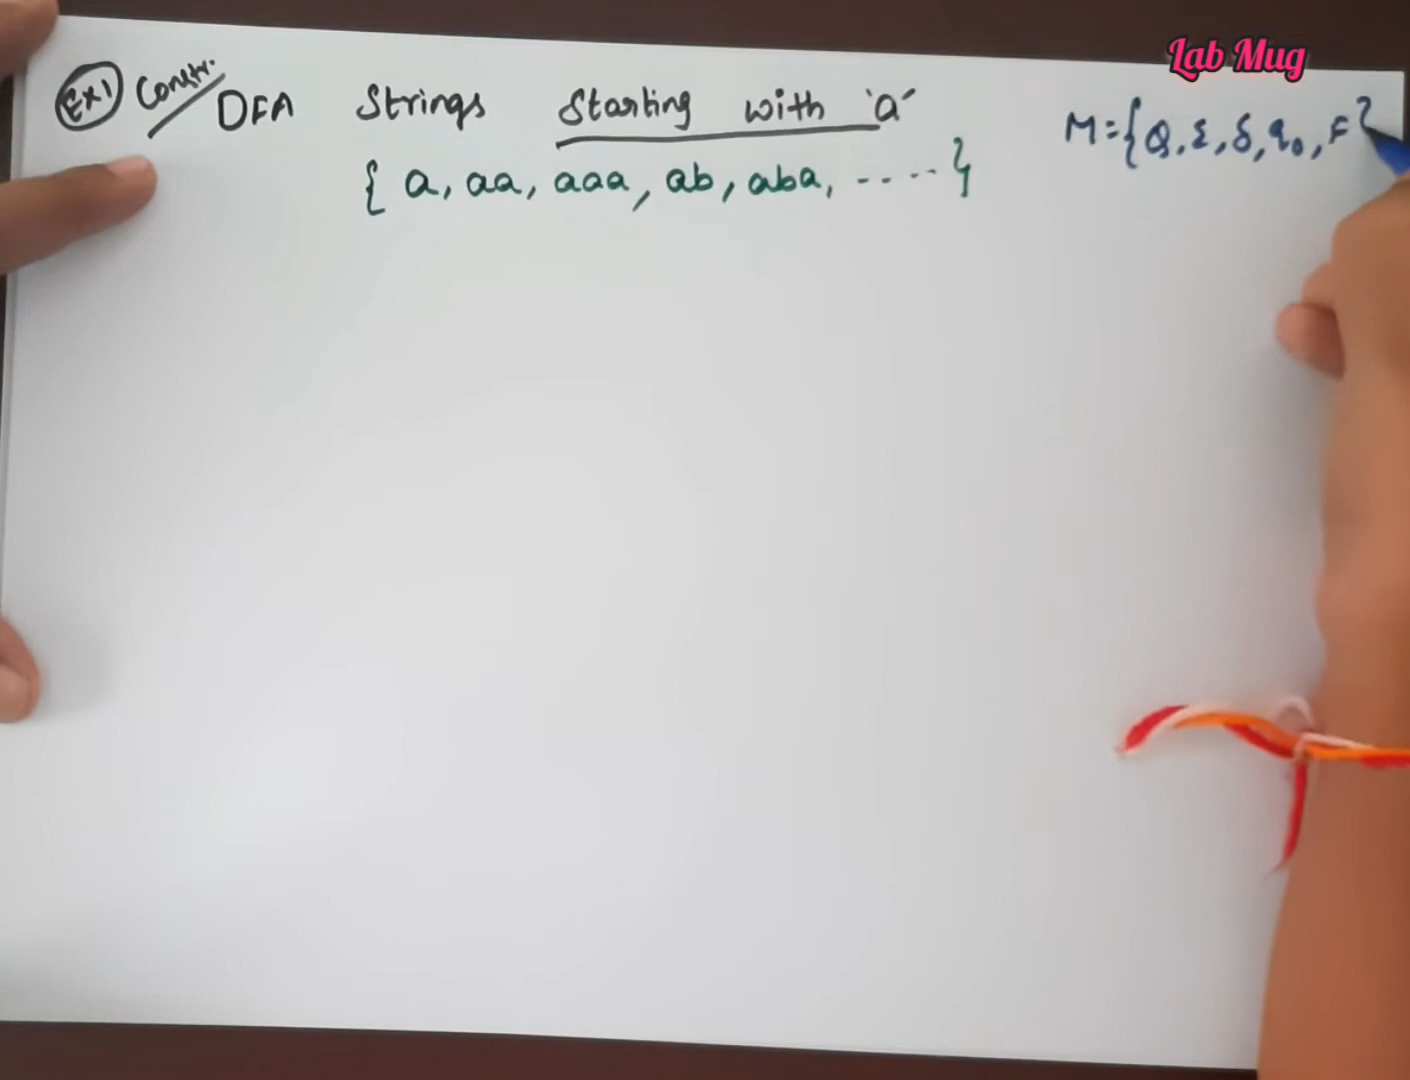 Lab Mug
Ex1 Constr. DFA Strings Starting with 'a'
M={Q, Σ, δ, q₀, F}
{ a, aa, aaa, ab, aba, ----- }